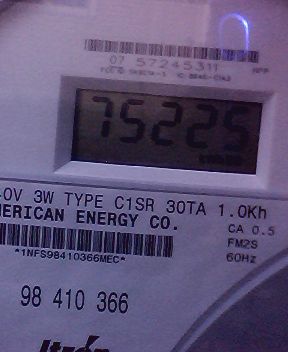 07 57245311
75225
0V 3W TYPE C1SR 30TA 1.0Kh
MERICAN ENERGY CO.
CA 0.5
FM2S
60Hz
*1NFS98410366MEC*
98 410 366
Itron